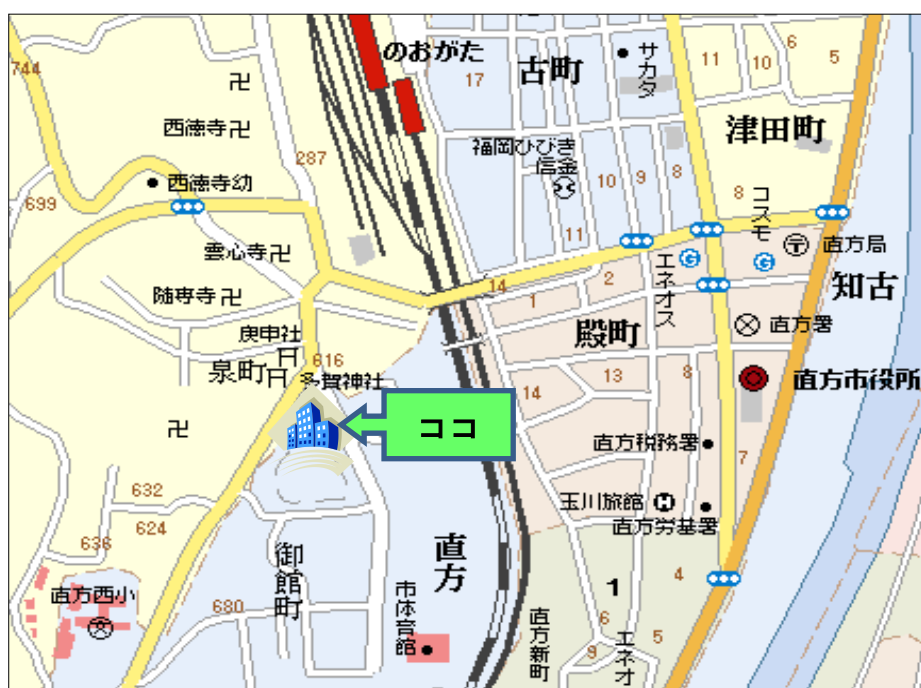 744
卍
のおがた
17
古町
サカタ
11
10
6
5
津田町
西徳寺卍
287
福岡ひびき
信金
10
9
8
8
699
西徳寺幼
雲心寺卍
11
コスモ
〒
直方局
随専寺卍
14
1
2
エネオス
G
G
知古
庚申社
直方署
殿町
泉町
616
多賀神社
13
8
直方市役所
14
ココ
卍
直方税務署
7
632
玉川旅館
H
直方労基署
624
636
御館町
直方
4
1
直方西小
文
680
市体育館
直方新町
6
5
9
エネオ